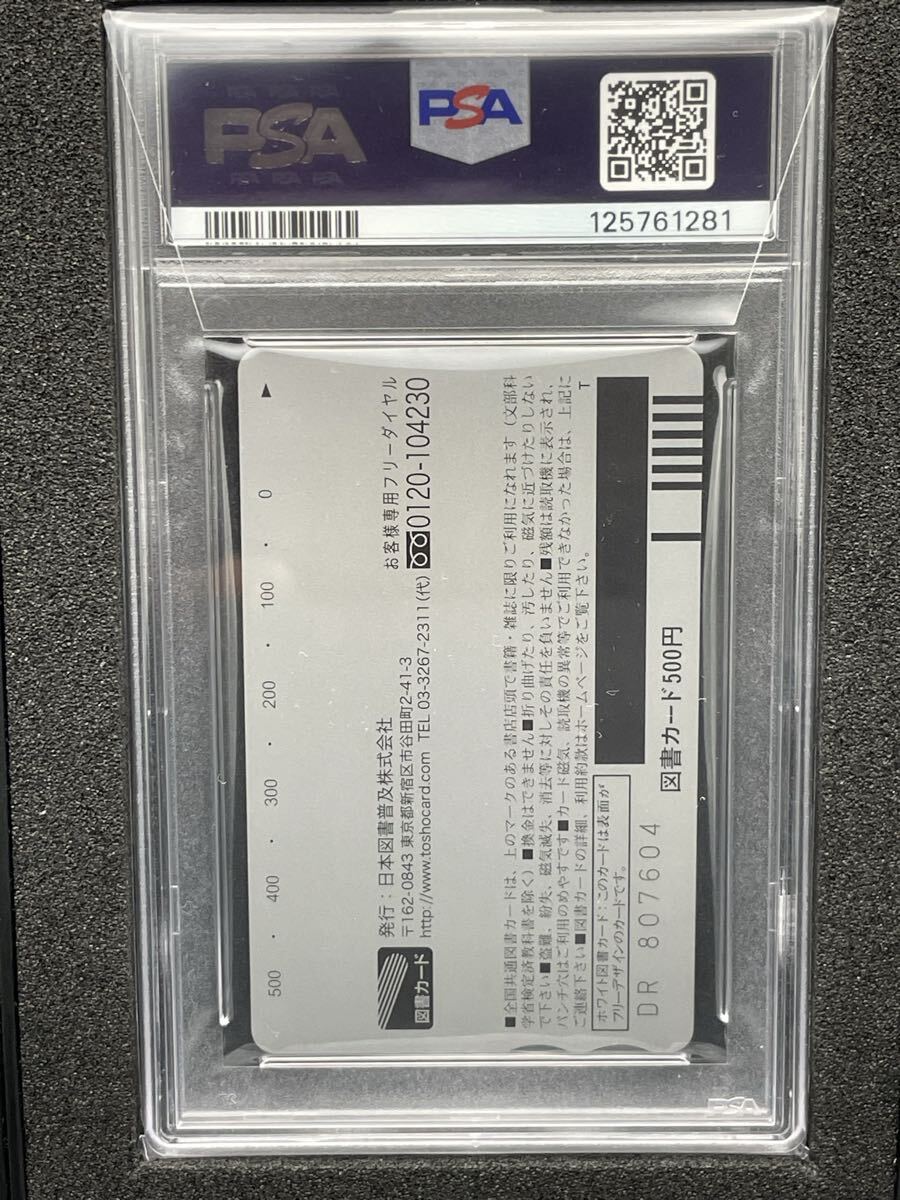 PSA
PSA
125761281
▶ 0 ・ 100 ・ 200 ・ 300 ・ 400 ・ 500
お客様専用フリーダイヤル
0120-104230
発行：日本図書普及株式会社
〒162-0843 東京都新宿区市谷田町2-41-3
http://www.toshocard.com TEL 03-3267-2311(代)
図書カード
■全国共通図書カードは、上のマークのある書店店頭で書籍・雑誌に限りご利用になれます（文部科
学省検定済教科書を除く）■換金はできません■折り曲げたり、汚したり、磁気に近づけたりしない
で下さい■盗難、紛失、磁気滅失、消去等に対しその責任を負いません■残額は読取機に表示され、
パンチ穴はご利用のめやすです■カード磁気、読取機の異常等でご利用できなかった場合は、上記に
ご連絡下さい■図書カードの詳細、利用約款はホームページをご覧下さい。
T
ホワイト図書カード：このカードは表面が
フリーデザインのカードです。
DR 807604
図書カード500円
PSA